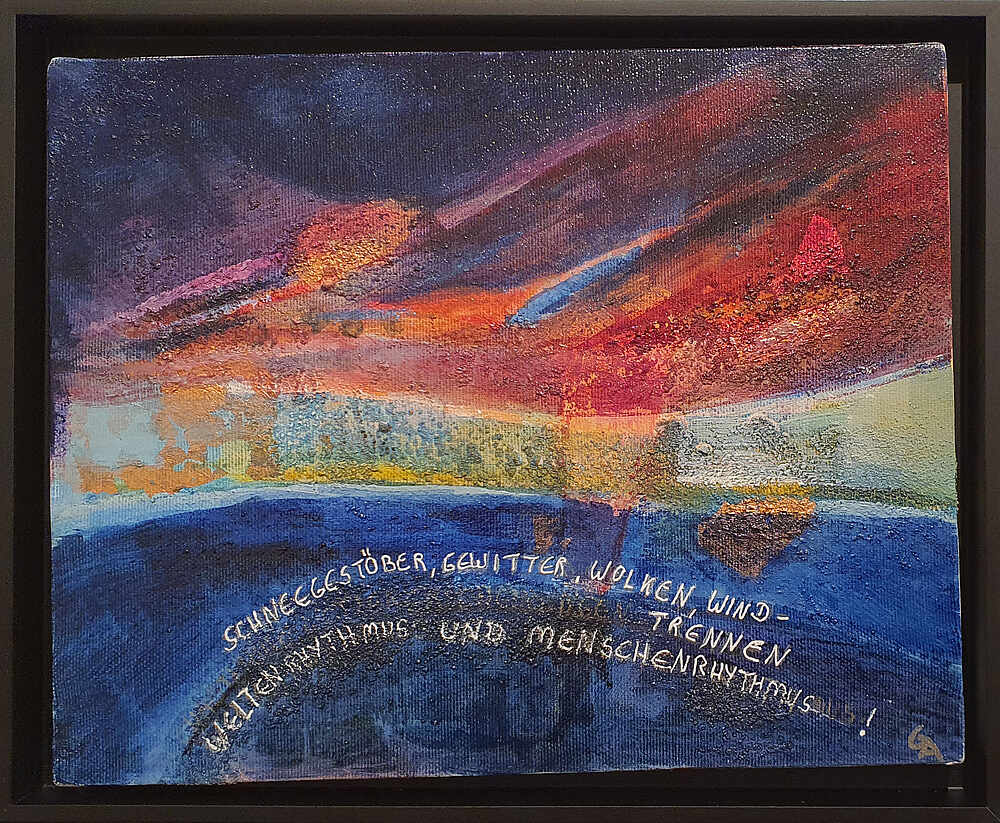 SCHNEEGESTÖBER, GEWITTER, WOLKEN, WIND-
TRENNEN
WELTENRHYTHMUS UND MENSCHENRHYTHMUS !